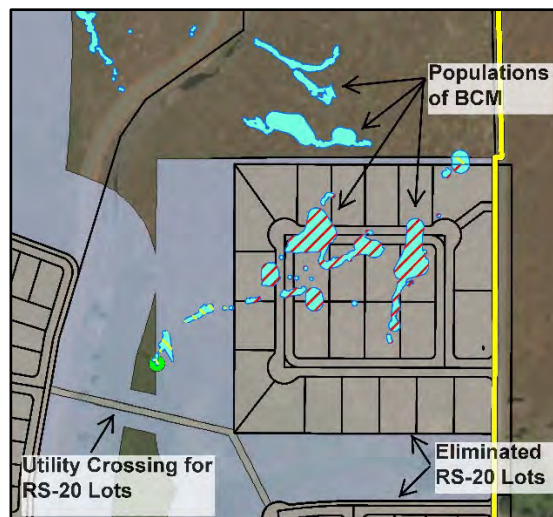 Populations
of BCM
Utility Crossing for
RS-20 Lots
Eliminated
RS-20 Lots